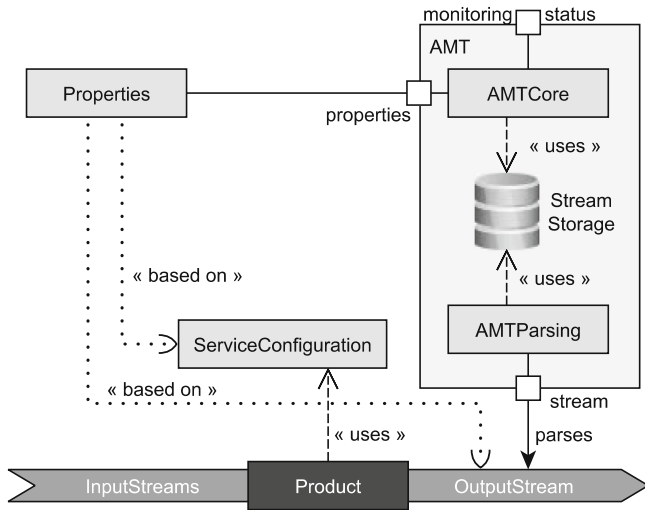 monitoring status
AMT
Properties
AMTCore
properties
« uses »
Stream
Storage
« based on »
« uses »
ServiceConfiguration
AMTParsing
« based on »
stream
« uses »
parses
InputStreams
Product
OutputStream